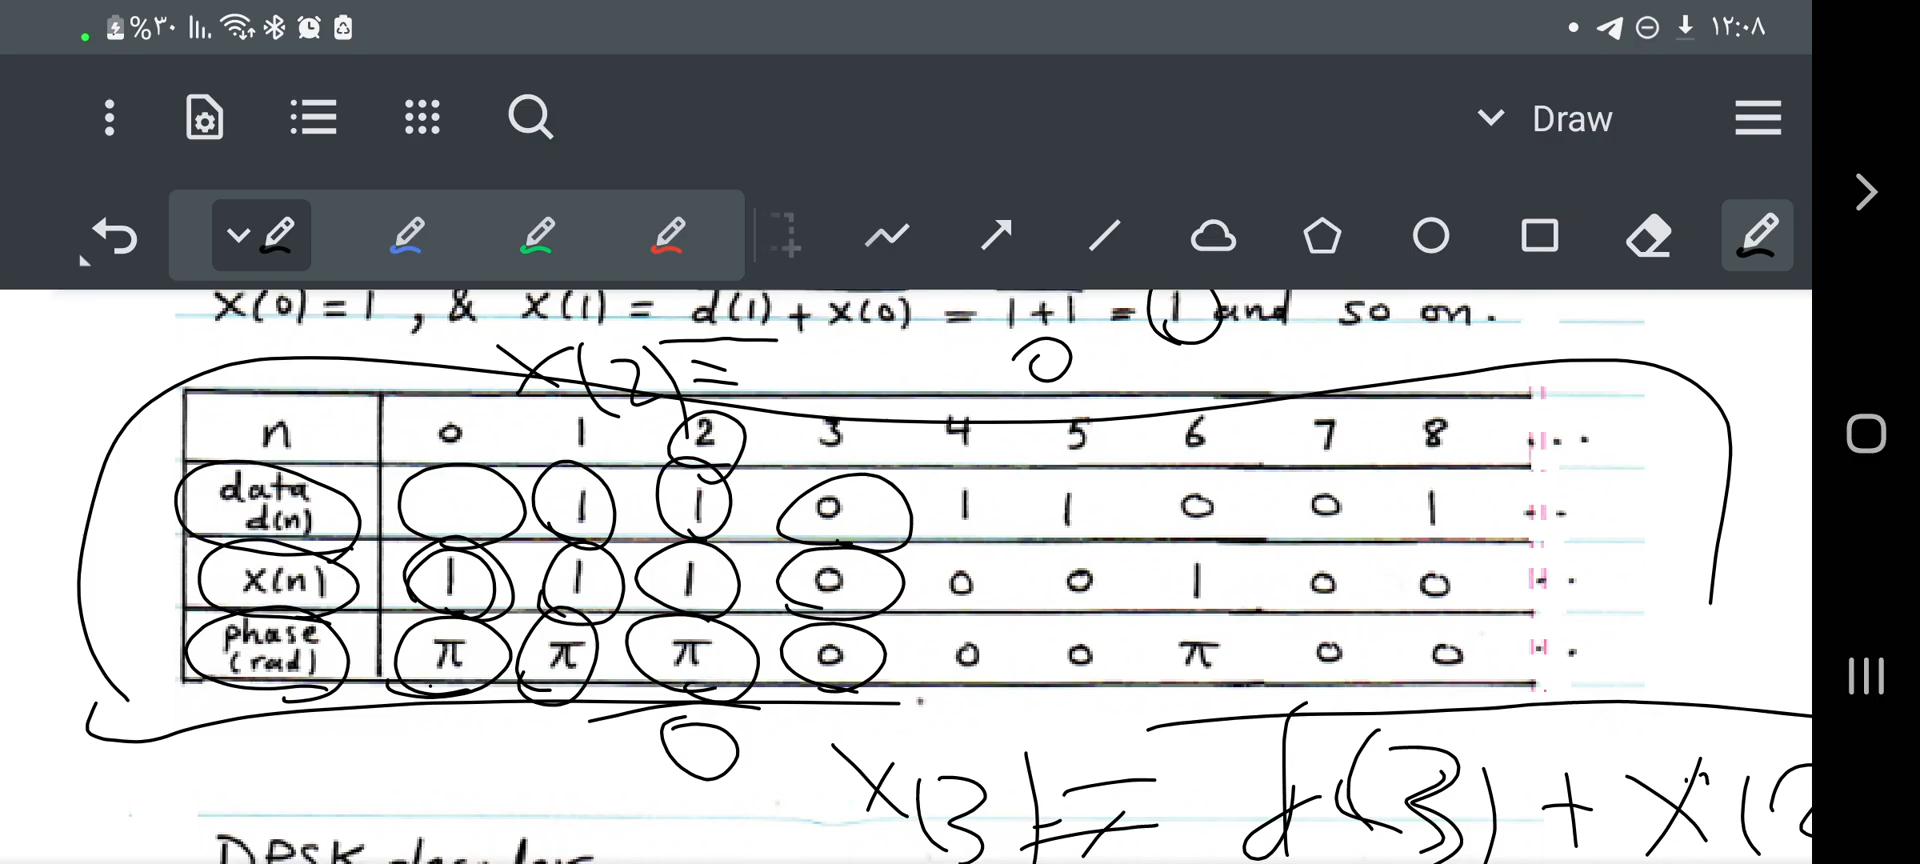 %٣٠ ١٢:٠٨
Draw
X(0) = 1 , & X(1) = d(1) + X(0) = 1 + 1 = 1 and so on.
X(2) = 0
n 0 1 2 3 4 5 6 7 8 ...
data d(n) 1 1 0 1 1 0 0 1 ..
X(n) 1 1 1 0 0 0 1 0 0 ..
phase (rad) π π π 0 0 0 π 0 0 ..
0
X(3) = d(3) + X(2
DPSK